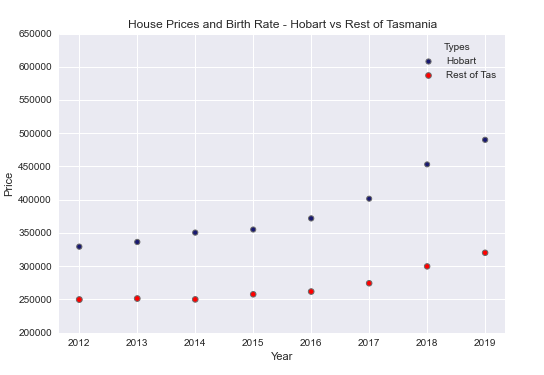 House Prices and Birth Rate - Hobart vs Rest of Tasmania
650000
600000
550000
500000
450000
400000
350000
300000
250000
200000
Price
Types
Hobart
Rest of Tas
2012 2013 2014 2015 2016 2017 2018 2019
Year